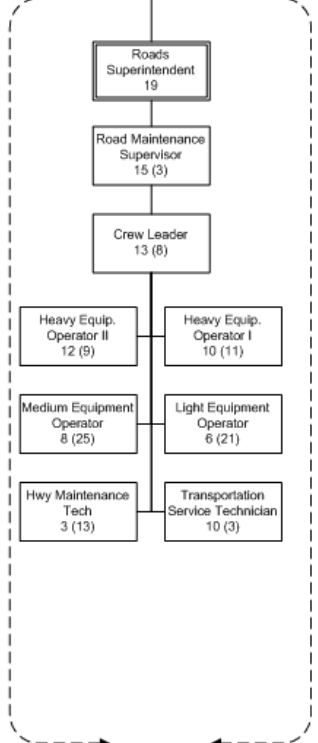 Roads
Superintendent
19
Road Maintenance
Supervisor
15 (3)
Crew Leader
13 (8)
Heavy Equip.
Operator II
12 (9)
Heavy Equip.
Operator I
10 (11)
Medium Equipment
Operator
8 (25)
Light Equipment
Operator
6 (21)
Hwy Maintenance
Tech
3 (13)
Transportation
Service Technician
10 (3)